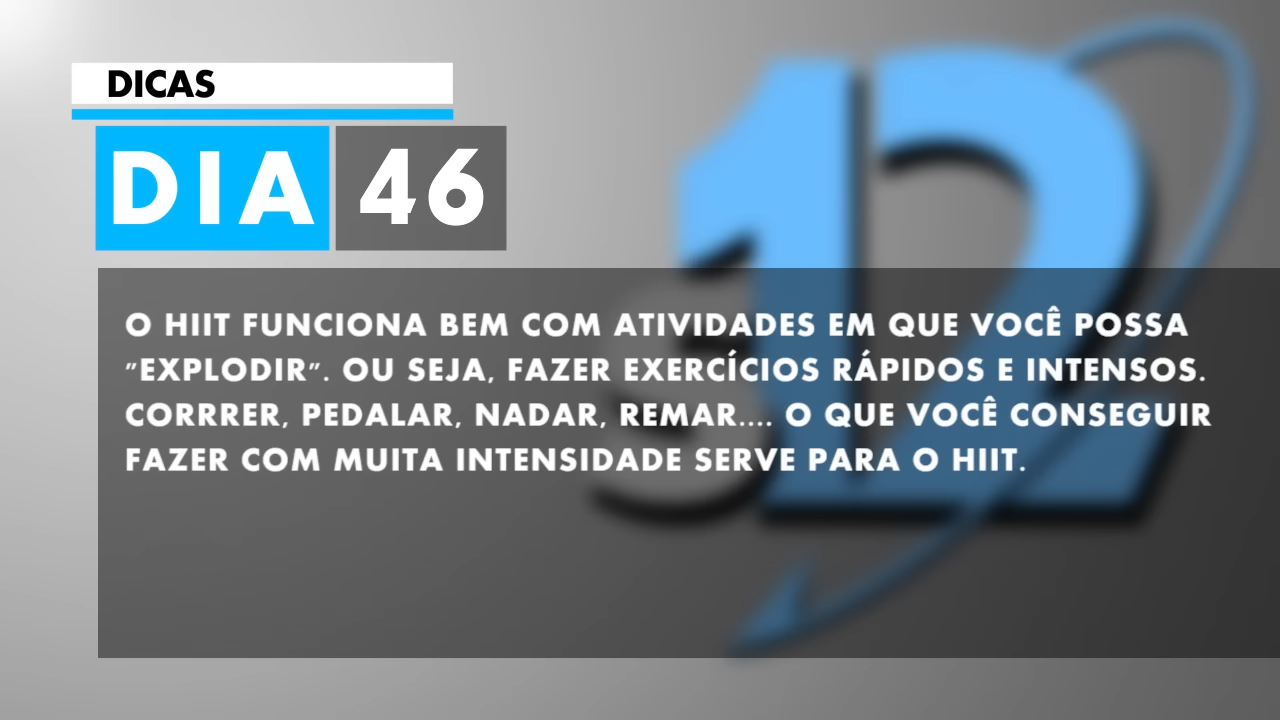 DICAS
DIA 46
O HIIT FUNCIONA BEM COM ATIVIDADES EM QUE VOCÊ POSSA
"EXPLODIR". OU SEJA, FAZER EXERCÍCIOS RÁPIDOS E INTENSOS.
CORRRER, PEDALAR, NADAR, REMAR.... O QUE VOCÊ CONSEGUIR
FAZER COM MUITA INTENSIDADE SERVE PARA O HIIT.
S12